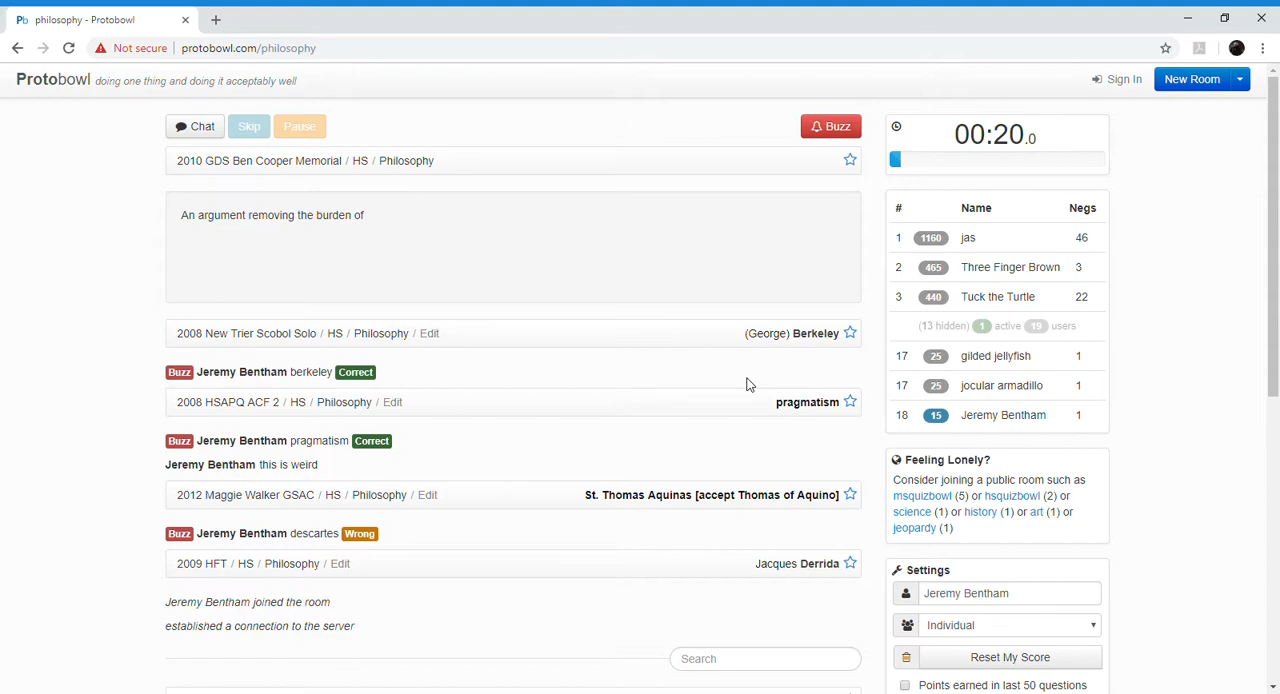 philosophy - Protobowl
Not secure protobowl.com/philosophy
Protobowl doing one thing and doing it acceptably well
Sign In New Room
Chat Skip Pause Buzz
2010 GDS Ben Cooper Memorial / HS / Philosophy
An argument removing the burden of
2008 New Trier Scobol Solo / HS / Philosophy / Edit (George) Berkeley
Buzz Jeremy Bentham berkeley Correct
2008 HSAPQ ACF 2 / HS / Philosophy / Edit pragmatism
Buzz Jeremy Bentham pragmatism Correct
Jeremy Bentham this is weird
2012 Maggie Walker GSAC / HS / Philosophy / Edit St. Thomas Aquinas [accept Thomas of Aquino]
Buzz Jeremy Bentham descartes Wrong
2009 HFT / HS / Philosophy / Edit Jacques Derrida
Jeremy Bentham joined the room
established a connection to the server
Search
00:20.0
# Name Negs
1 1160 jas 46
2 465 Three Finger Brown 3
3 440 Tuck the Turtle 22
(13 hidden) 1 active 19 users
17 25 gilded jellyfish 1
17 25 jocular armadillo 1
18 15 Jeremy Bentham 1
Feeling Lonely?
Consider joining a public room such as
msquizbowl (5) or hsquizbowl (2) or
science (1) or history (1) or art (1) or
jeopardy (1)
Settings
Jeremy Bentham
Individual
Reset My Score
Points earned in last 50 questions